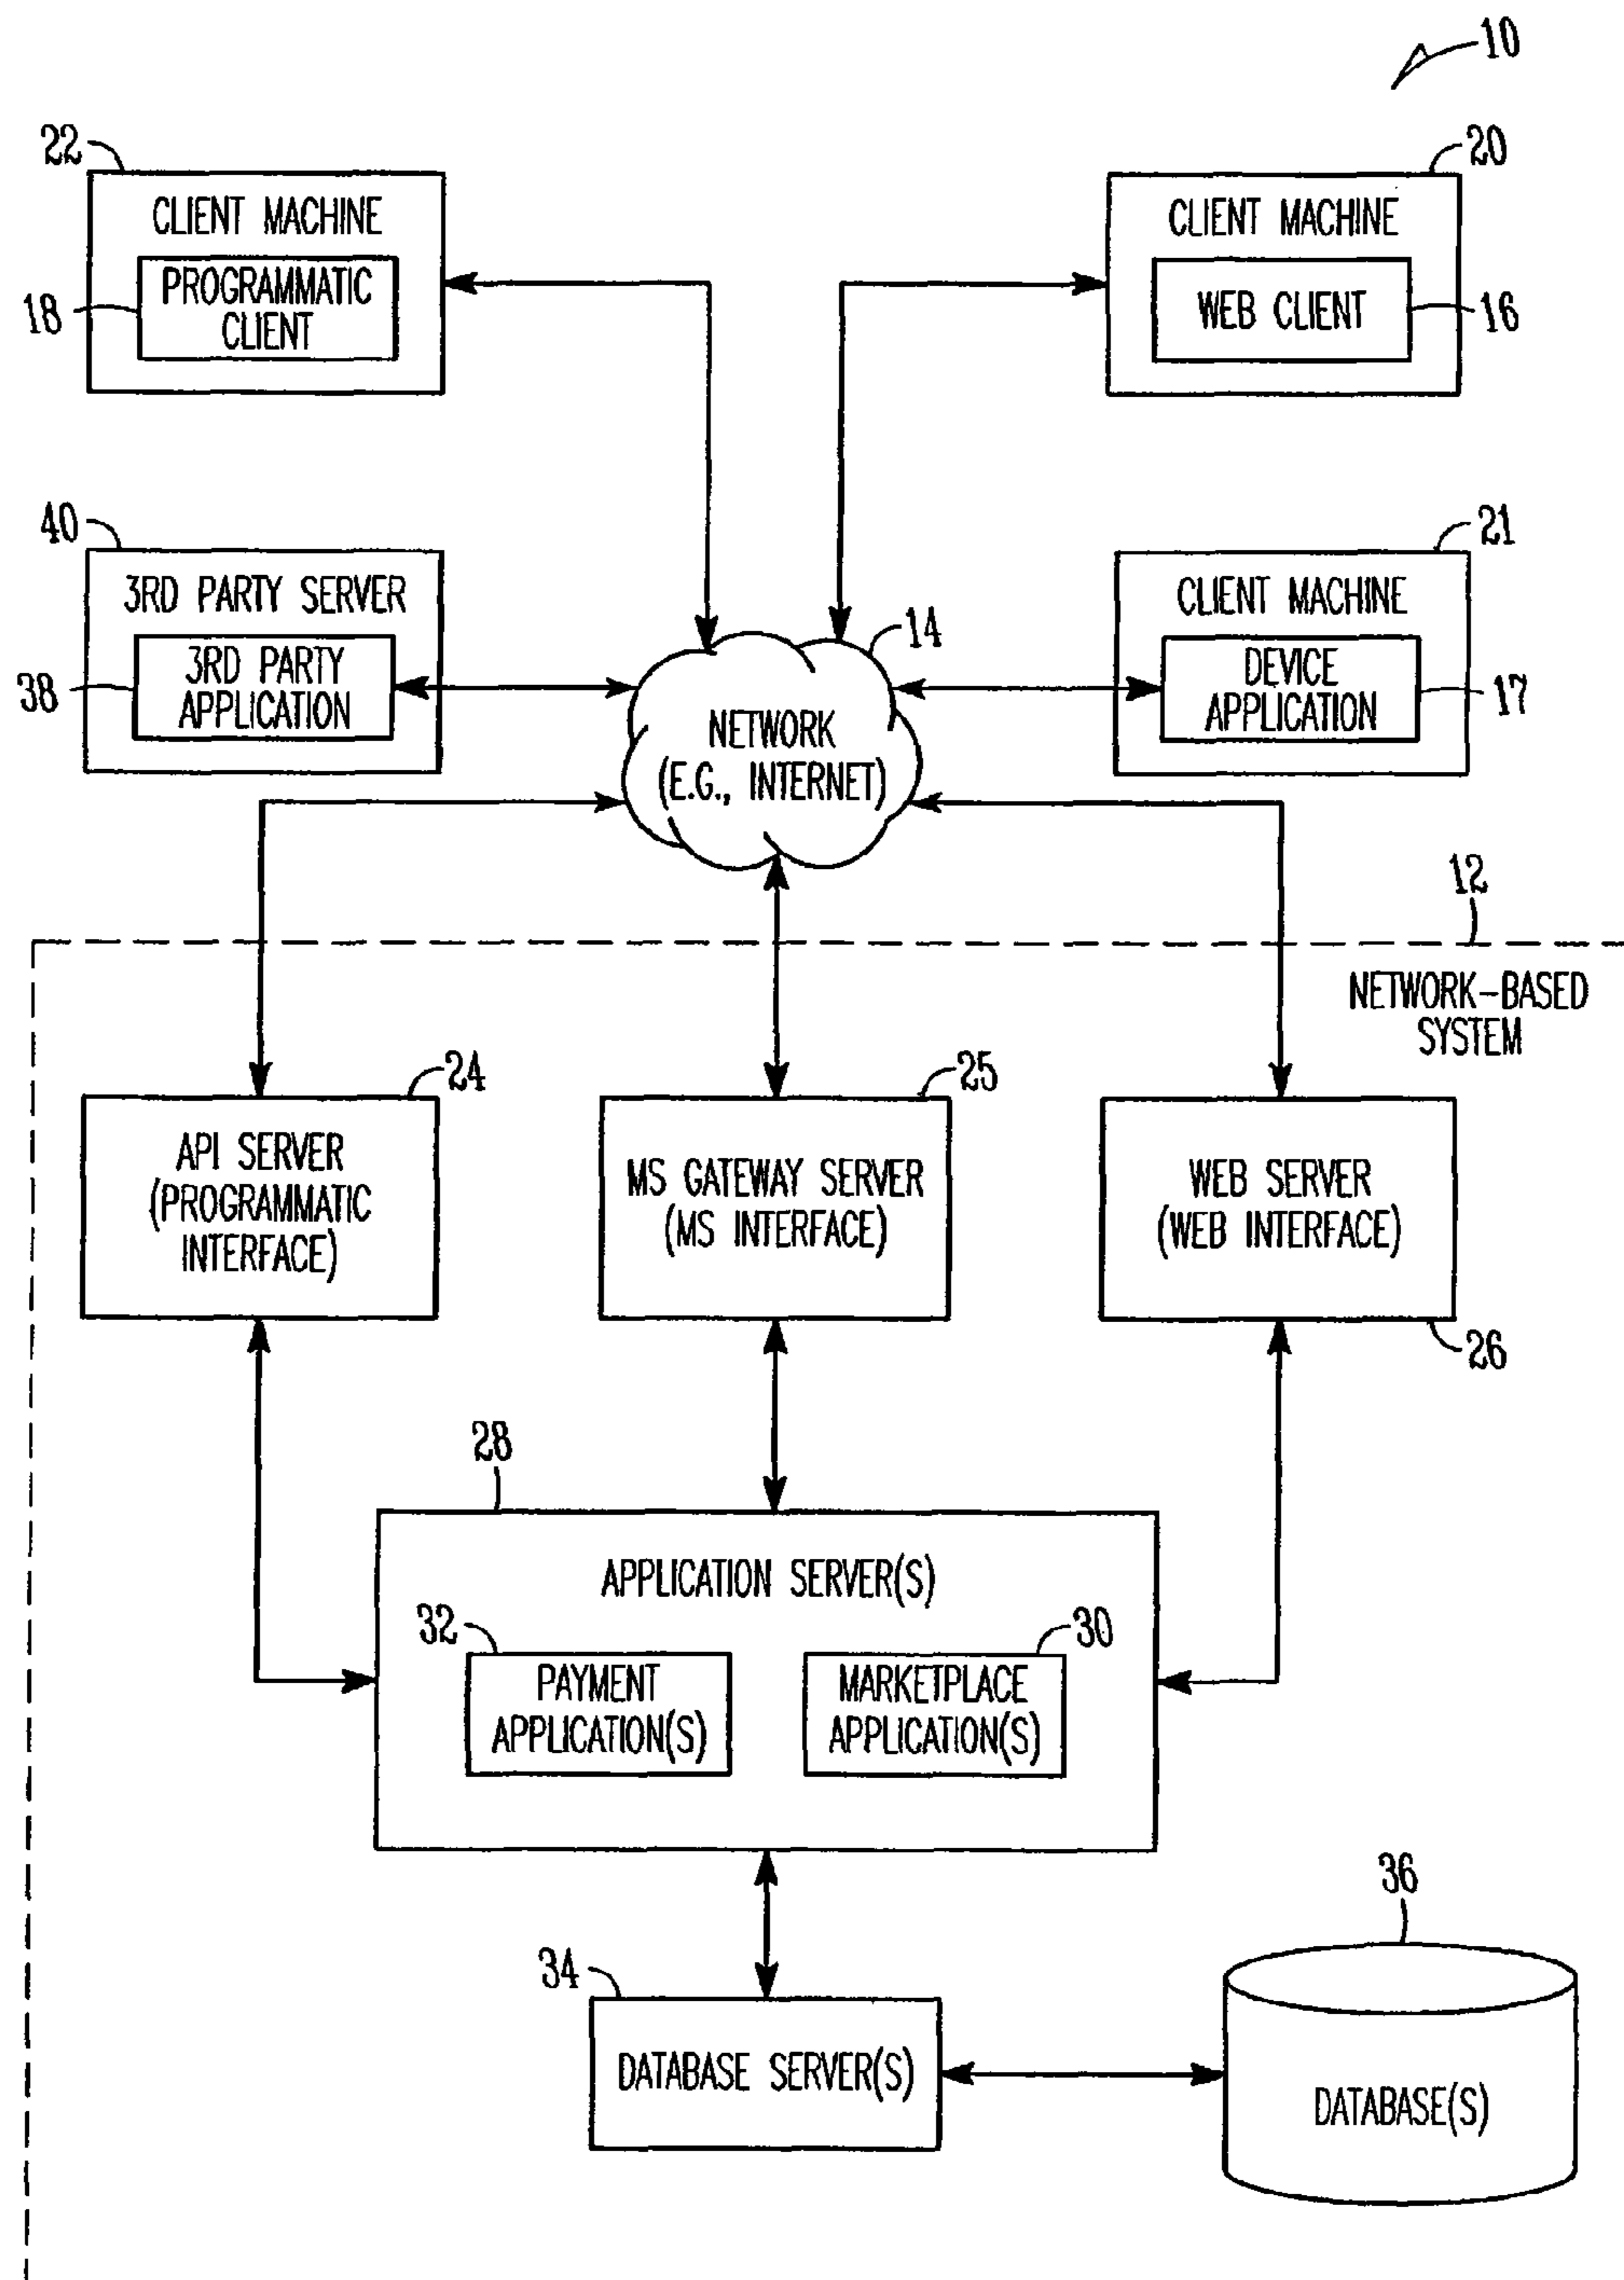 10
22
20
CLIENT MACHINE
PROGRAMMATIC
CLIENT
18
CLIENT MACHINE
WEB CLIENT
16
40
21
3RD PARTY SERVER
3RD PARTY
APPLICATION
38
14
NETWORK
(E.G., INTERNET)
CLIENT MACHINE
DEVICE
APPLICATION
17
12
NETWORK-BASED
SYSTEM
24
API SERVER
(PROGRAMMATIC
INTERFACE)
25
MS GATEWAY SERVER
(MS INTERFACE)
WEB SERVER
(WEB INTERFACE)
26
28
APPLICATION SERVER(S)
32
PAYMENT
APPLICATION(S)
30
MARKETPLACE
APPLICATION(S)
34
DATABASE SERVER(S)
36
DATABASE(S)